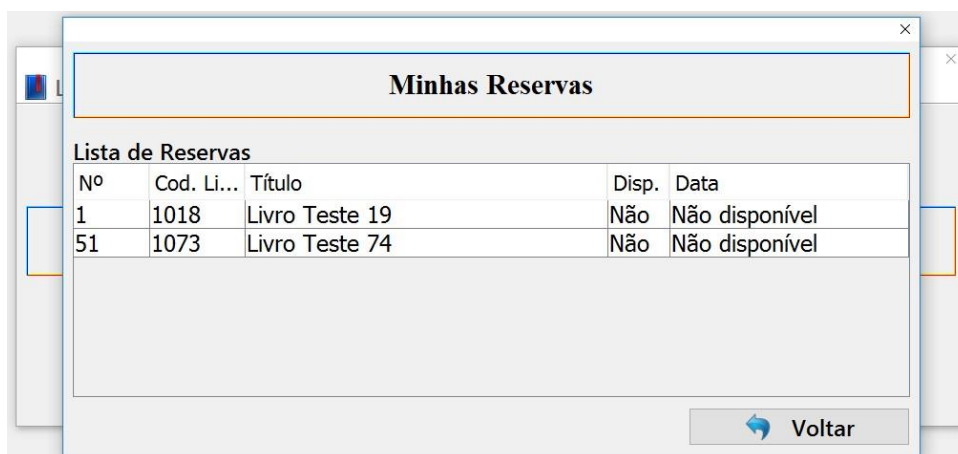 Minhas Reservas
Lista de Reservas
Nº Cod. Li... Título Disp. Data
1 1018 Livro Teste 19 Não Não disponível
51 1073 Livro Teste 74 Não Não disponível
Voltar